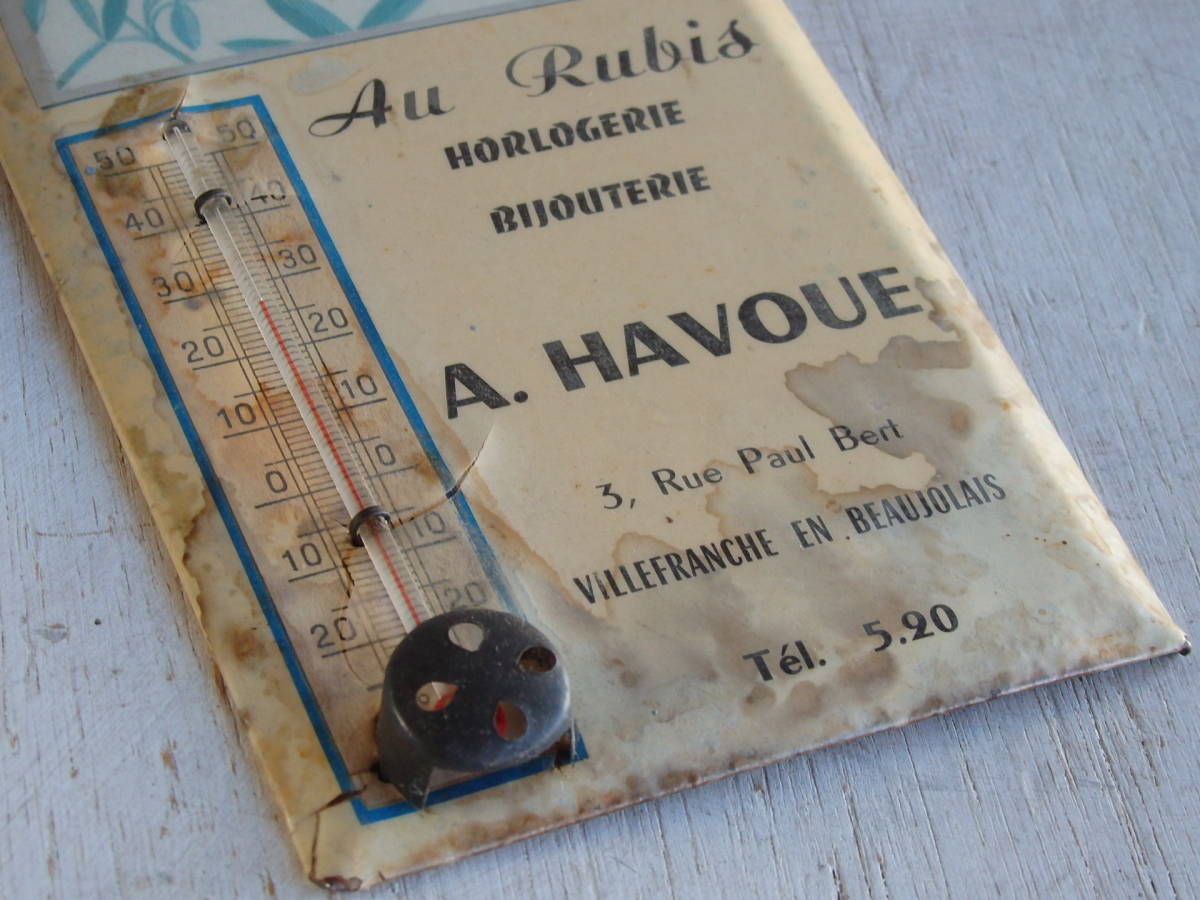 Au Rubis
HORLOGERIE
BIJOUTERIE
A. HAVOUE
3, Rue Paul Bert
VILLEFRANCHE EN BEAUJOLAIS
Tél. 5.20
50 50
40 40
30 30
20 20
10 10
0 0
10 10
20 20